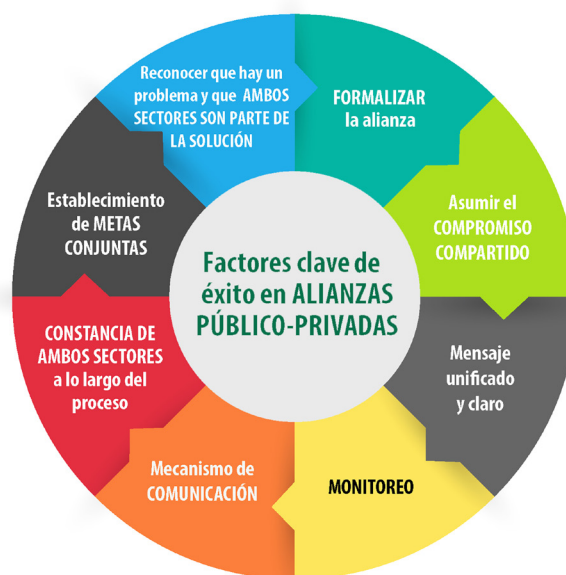 Factores clave de
éxito en ALIANZAS
PÚBLICO-PRIVADAS
Reconocer que hay un
problema y que AMBOS
SECTORES SON PARTE DE
LA SOLUCIÓN
FORMALIZAR
la alianza
Asumir el
COMPROMISO
COMPARTIDO
Mensaje
unificado
y claro
MONITOREO
Mecanismo de
COMUNICACIÓN
CONSTANCIA DE
AMBOS SECTORES
a lo largo del
proceso
Establecimiento
de METAS
CONJUNTAS